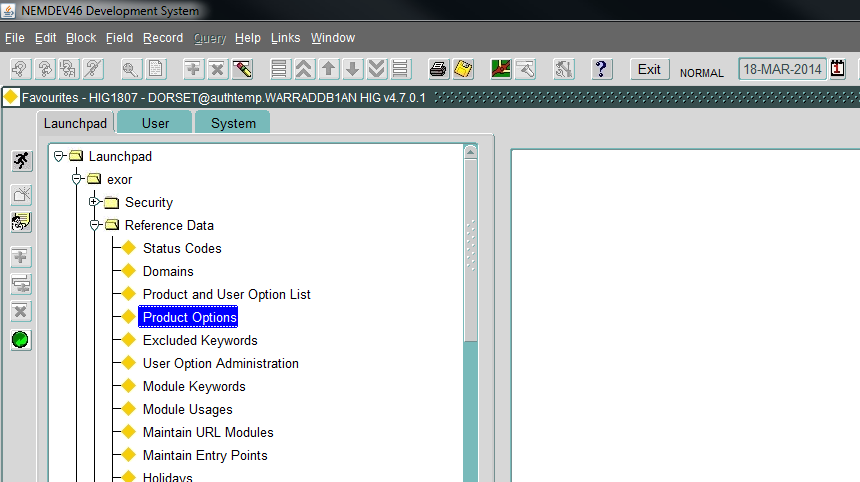 NEMDEV46 Development System
File Edit Block Field Record Query Help Links Window
? Exit NORMAL 18-MAR-2014 1
Favourites - HIG1807 - DORSET@authtemp.WARRADDB1AN HIG v4.7.0.1
Launchpad User System
Launchpad
exor
Security
Reference Data
Status Codes
Domains
Product and User Option List
Product Options
Excluded Keywords
User Option Administration
Module Keywords
Module Usages
Maintain URL Modules
Maintain Entry Points
Holidays